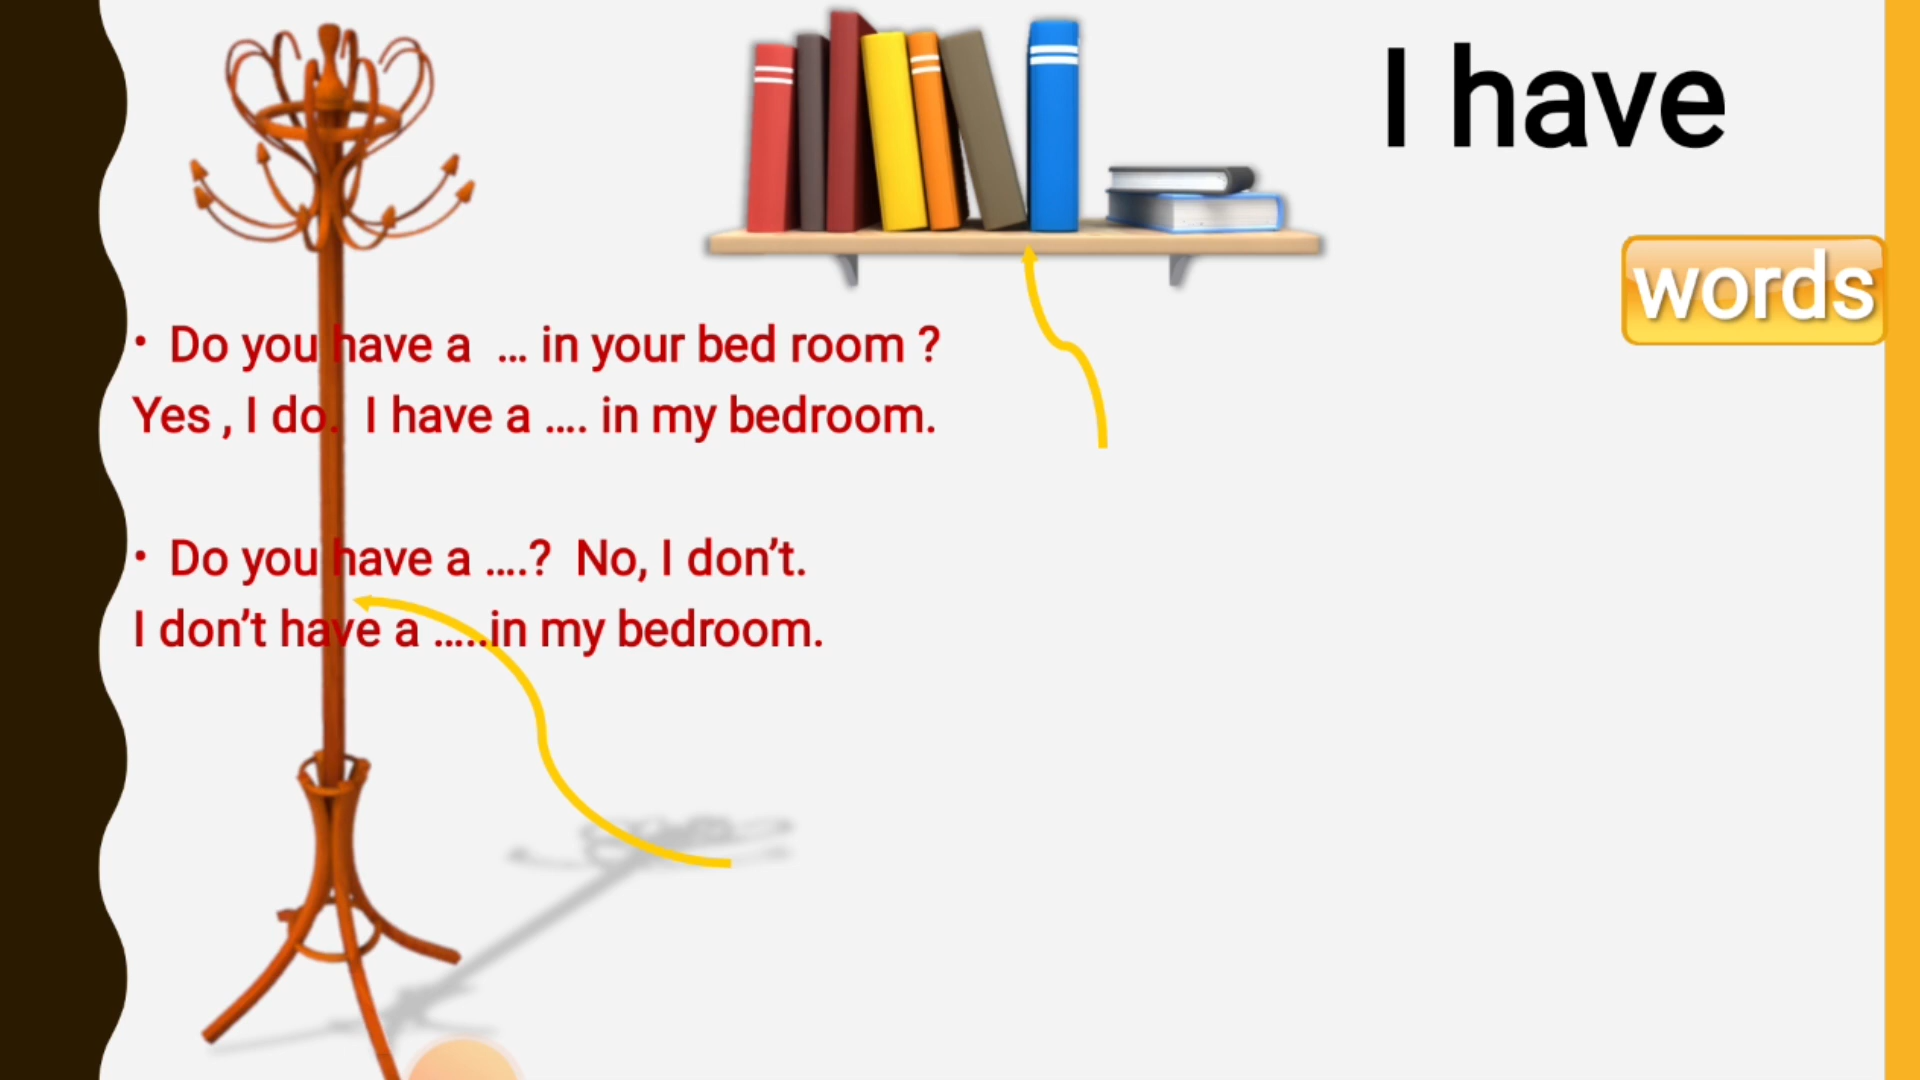 I have
words
• Do you have a ... in your bed room ?
Yes , I do. I have a .... in my bedroom.
• Do you have a ....? No, I don’t.
I don’t have a .....in my bedroom.